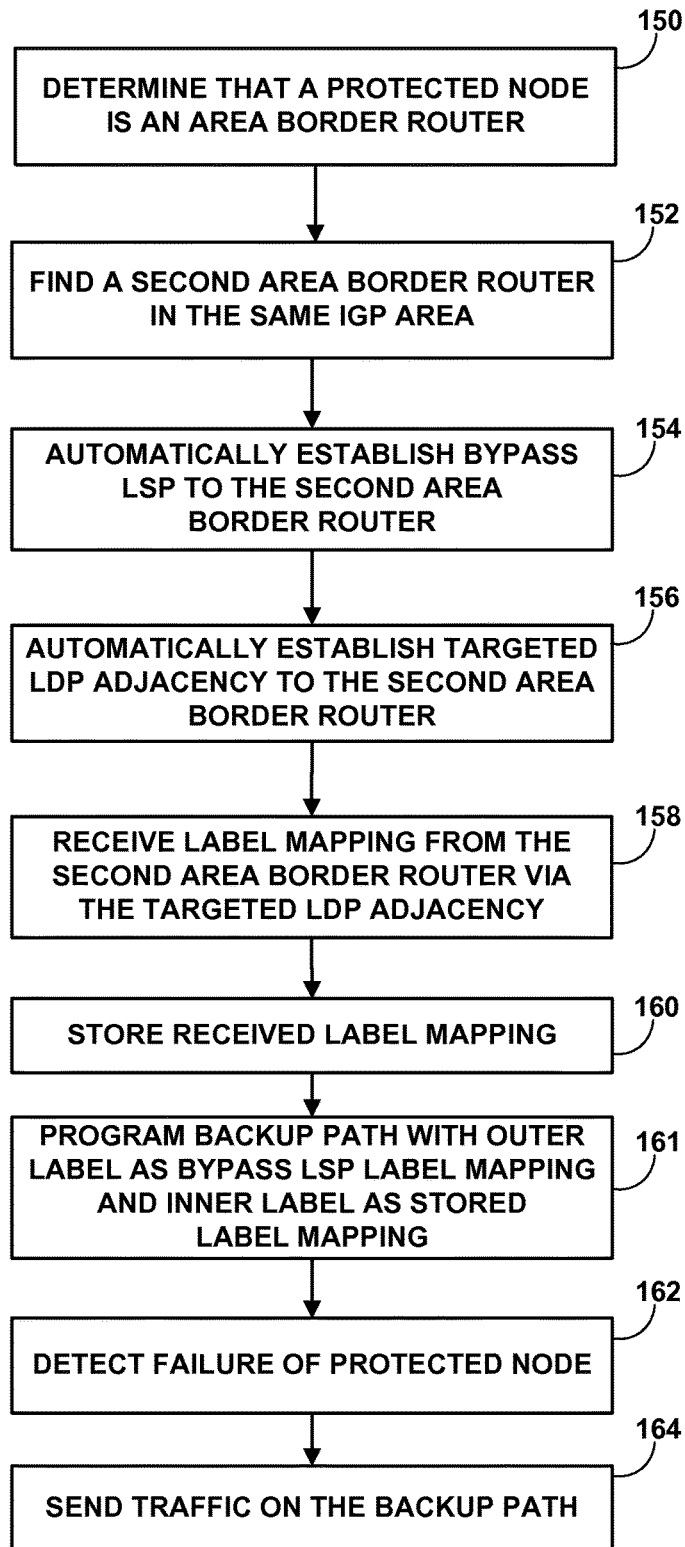 150
DETERMINE THAT A PROTECTED NODE
IS AN AREA BORDER ROUTER
152
FIND A SECOND AREA BORDER ROUTER
IN THE SAME IGP AREA
154
AUTOMATICALLY ESTABLISH BYPASS
LSP TO THE SECOND AREA
BORDER ROUTER
156
AUTOMATICALLY ESTABLISH TARGETED
LDP ADJACENCY TO THE SECOND AREA
BORDER ROUTER
158
RECEIVE LABEL MAPPING FROM THE
SECOND AREA BORDER ROUTER VIA
THE TARGETED LDP ADJACENCY
160
STORE RECEIVED LABEL MAPPING
161
PROGRAM BACKUP PATH WITH OUTER
LABEL AS BYPASS LSP LABEL MAPPING
AND INNER LABEL AS STORED
LABEL MAPPING
162
DETECT FAILURE OF PROTECTED NODE
164
SEND TRAFFIC ON THE BACKUP PATH